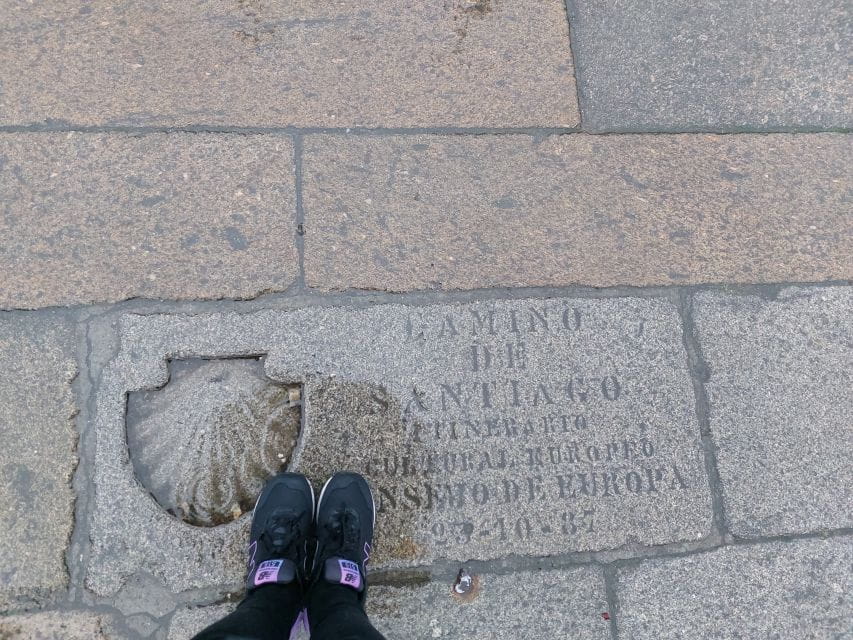 CAMINO
DE
SANTIAGO
ITINERARIO
CULTURAL EUROPEO
DE EUROPA
23-10-87